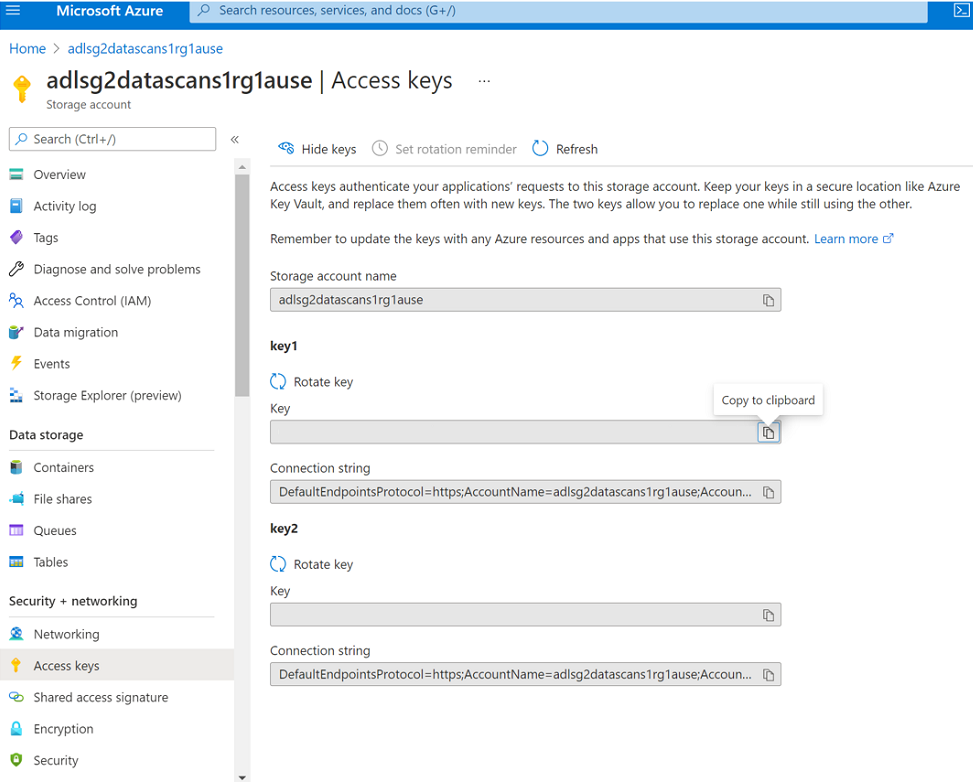 Microsoft Azure
Search resources, services, and docs (G+/)
Home > adlsg2datascans1rg1ause
adlsg2datascans1rg1ause | Access keys ...
Storage account
Search (Ctrl+/)
«
Overview
Activity log
Tags
Diagnose and solve problems
Access Control (IAM)
Data migration
Events
Storage Explorer (preview)
Data storage
Containers
File shares
Queues
Tables
Security + networking
Networking
Access keys
Shared access signature
Encryption
Security
Hide keys
Set rotation reminder
Refresh
Access keys authenticate your applications' requests to this storage account. Keep your keys in a secure location like Azure
Key Vault, and replace them often with new keys. The two keys allow you to replace one while still using the other.
Remember to update the keys with any Azure resources and apps that use this storage account. Learn more
Storage account name
adlsg2datascans1rg1ause
key1
Rotate key
Copy to clipboard
Key
Connection string
DefaultEndpointsProtocol=https;AccountName=adlsg2datascans1rg1ause;Accoun...
key2
Rotate key
Key
Connection string
DefaultEndpointsProtocol=https;AccountName=adlsg2datascans1rg1ause;Accoun...